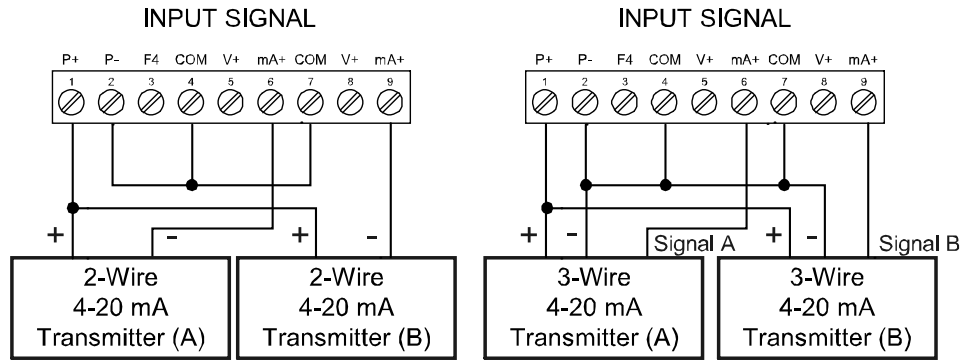 INPUT SIGNAL
P+ P- F4 COM V+ mA+ COM V+ mA+
1 2 3 4 5 6 7 8 9
+ - + -
2-Wire
4-20 mA
Transmitter (A)
2-Wire
4-20 mA
Transmitter (B)
INPUT SIGNAL
P+ P- F4 COM V+ mA+ COM V+ mA+
1 2 3 4 5 6 7 8 9
+ - Signal A + - Signal B
3-Wire
4-20 mA
Transmitter (A)
3-Wire
4-20 mA
Transmitter (B)